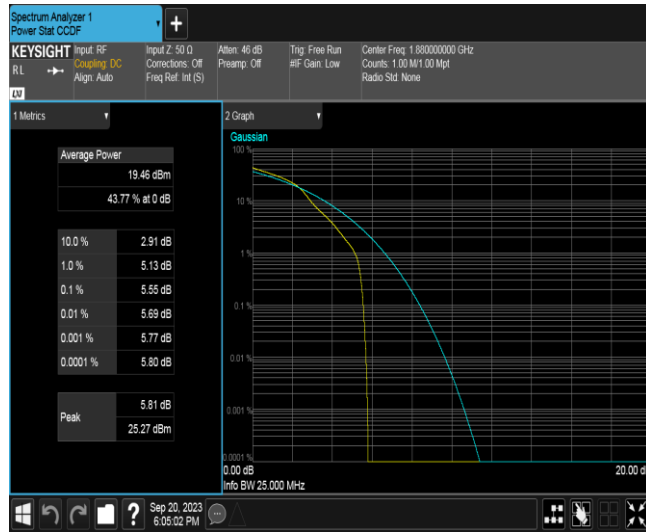 Spectrum Analyzer 1
Power Stat CCDF
KEYSIGHT
Input: RF
Input Z: 50 Ω
Atten: 46 dB
Trig: Free Run
Center Freq: 1.880000000 GHz
R L
Coupling: DC
Corrections: Off
Preamp: Off
#IF Gain: Low
Counts: 1.00 M/1.00 Mpt
Align: Auto
Freq Ref: Int (S)
Radio Std: None
LXI
1 Metrics
2 Graph
Gaussian
Average Power
19.46 dBm
43.77 % at 0 dB
10.0 % 2.91 dB
1.0 % 5.13 dB
0.1 % 5.55 dB
0.01 % 5.69 dB
0.001 % 5.77 dB
0.0001 % 5.80 dB
Peak
5.81 dB
25.27 dBm
100 %
10 %
1 %
0.1 %
0.01 %
0.001 %
0.0001 %
0.00 dB
20.00 d
Info BW 25.000 MHz
?
Sep 20, 2023
6:05:02 PM